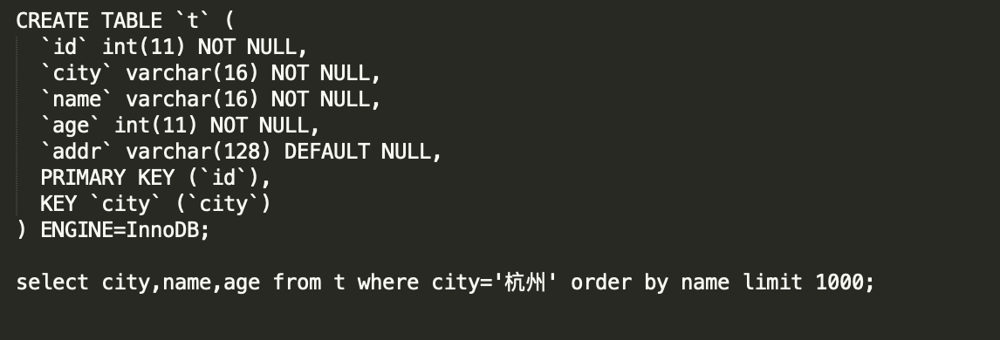 CREATE TABLE `t` (
  `id` int(11) NOT NULL,
  `city` varchar(16) NOT NULL,
  `name` varchar(16) NOT NULL,
  `age` int(11) NOT NULL,
  `addr` varchar(128) DEFAULT NULL,
  PRIMARY KEY (`id`),
  KEY `city` (`city`)
) ENGINE=InnoDB;
select city,name,age from t where city='杭州' order by name limit 1000;